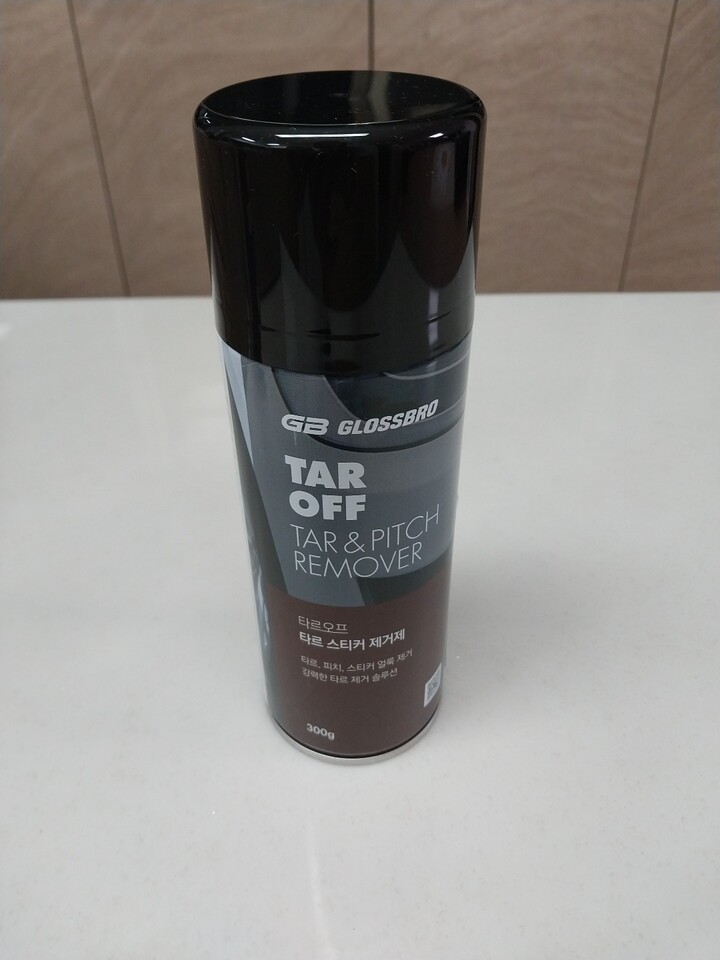 GB GLOSSBRO
TAR
OFF
TAR & PITCH
REMOVER
타르오프
타르 스티커 제거제
타르, 피치, 스티커 얼룩 제거
강력한 타르 제거 솔루션
300g